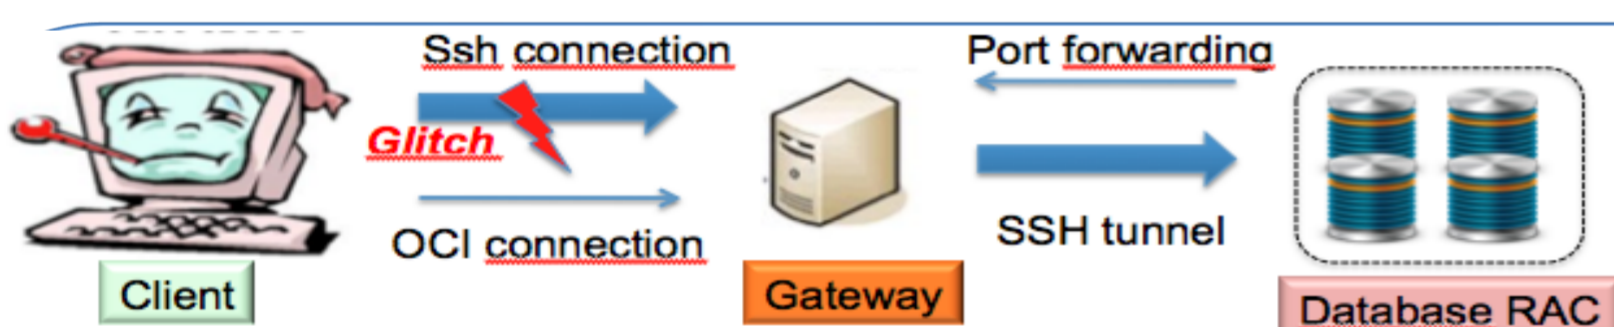 Ssh connection
Port forwarding
Glitch
OCI connection
SSH tunnel
Client
Gateway
Database RAC